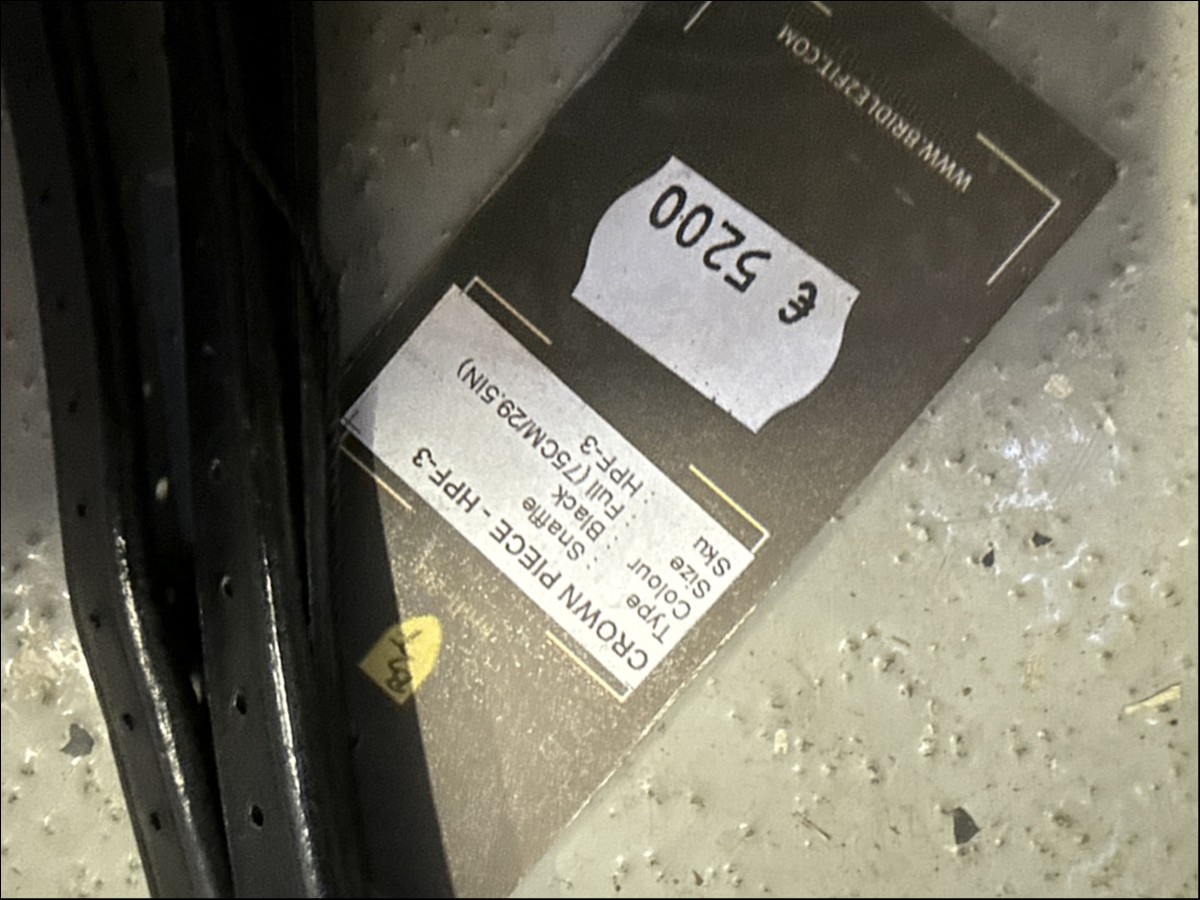 CROWN PIECE - HPF-3
Type : Snaffle
Colour : Black
Size : Full (75CM/29.5IN)
Sku : HPF-3
€ 5200
WWW.BRIDLE2FIT.COM